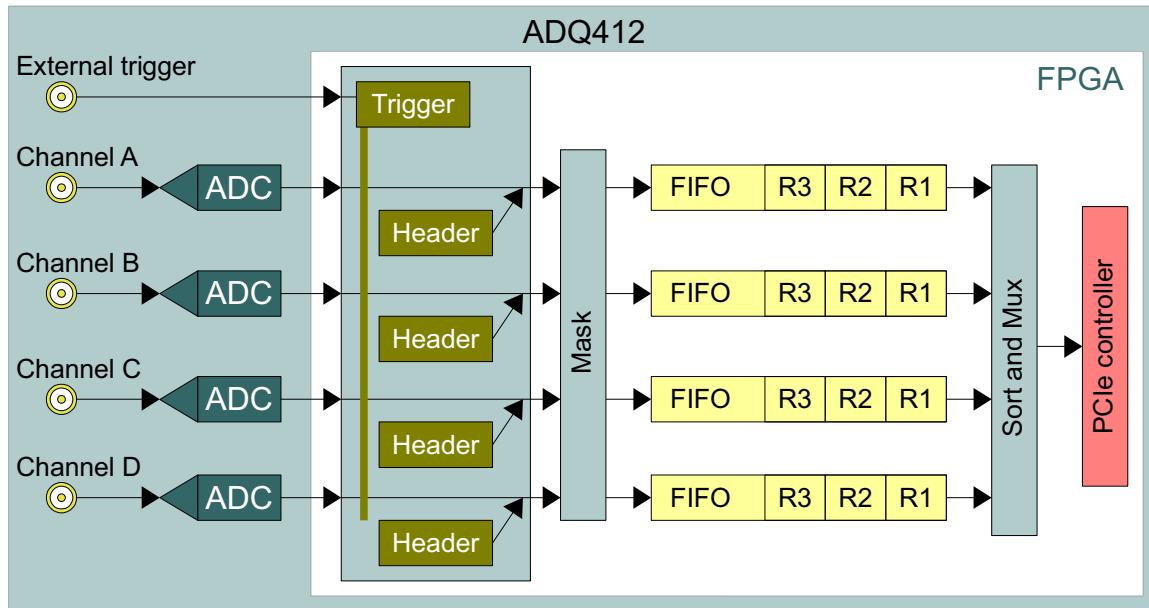 ADQ412
External trigger
FPGA
Trigger
Channel A
ADC
FIFO R3 R2 R1
Header
Channel B
ADC
FIFO R3 R2 R1
Header
Mask
Sort and Mux
PCIe controller
Channel C
ADC
FIFO R3 R2 R1
Header
Channel D
ADC
FIFO R3 R2 R1
Header